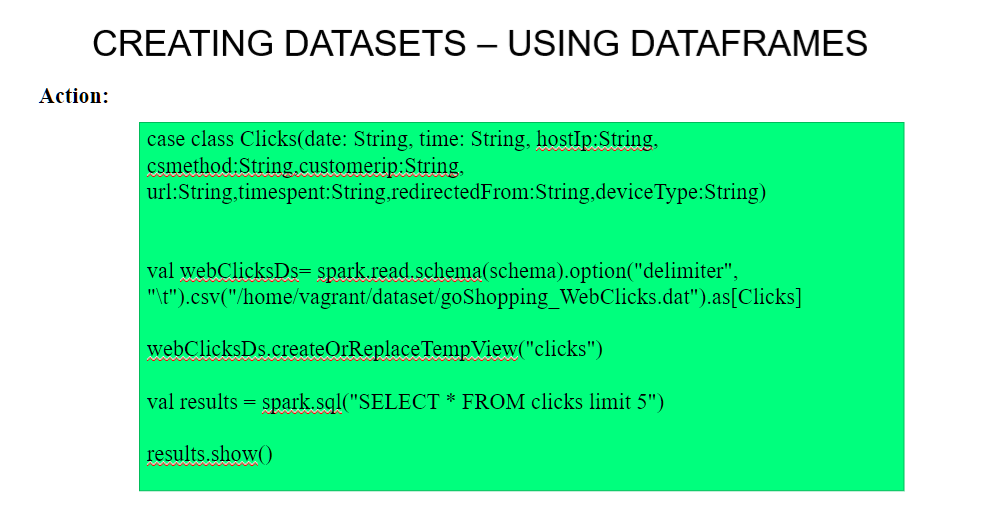 CREATING DATASETS – USING DATAFRAMES
Action:
case class Clicks(date: String, time: String, hostIp:String,
csmethod:String,customerip:String,
url:String,timespent:String,redirectedFrom:String,deviceType:String)
val webClicksDs= spark.read.schema(schema).option("delimiter",
"\t").csv("/home/vagrant/dataset/goShopping_WebClicks.dat").as[Clicks]
webClicksDs.createOrReplaceTempView("clicks")
val results = spark.sql("SELECT * FROM clicks limit 5")
results.show()